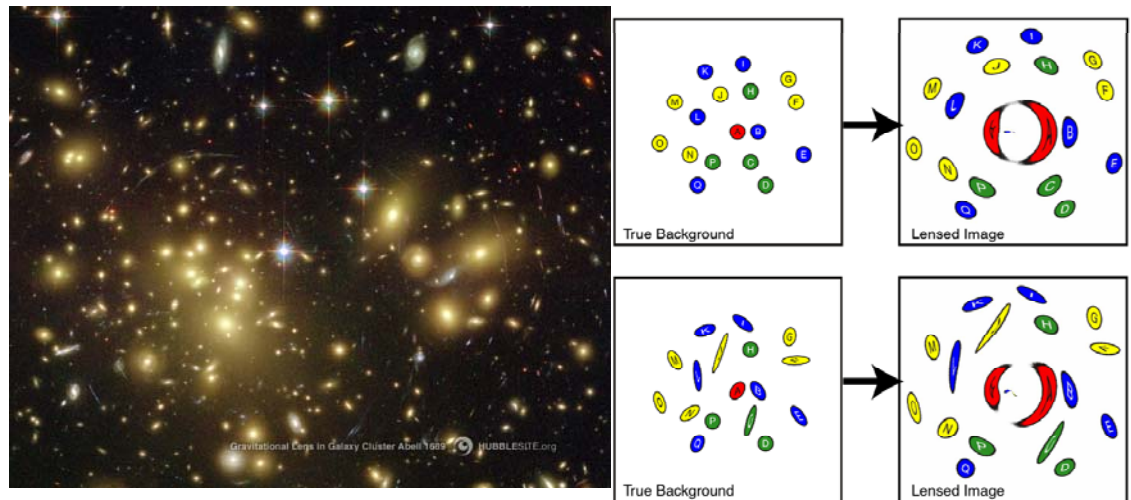 Gravitational Lens in Galaxy Cluster Abell 1689
HUBBLESITE.org
I
K
G
H
J
M
F
L
A
B
O
N
E
P
C
Q
D
True Background
I
K
J
H
G
M
F
L
B
O
E
N
P
C
Q
D
Lensed Image
I
K
G
H
M
A
B
O
N
E
P
Q
D
True Background
I
K
G
H
M
F
B
O
N
E
P
Q
D
Lensed Image